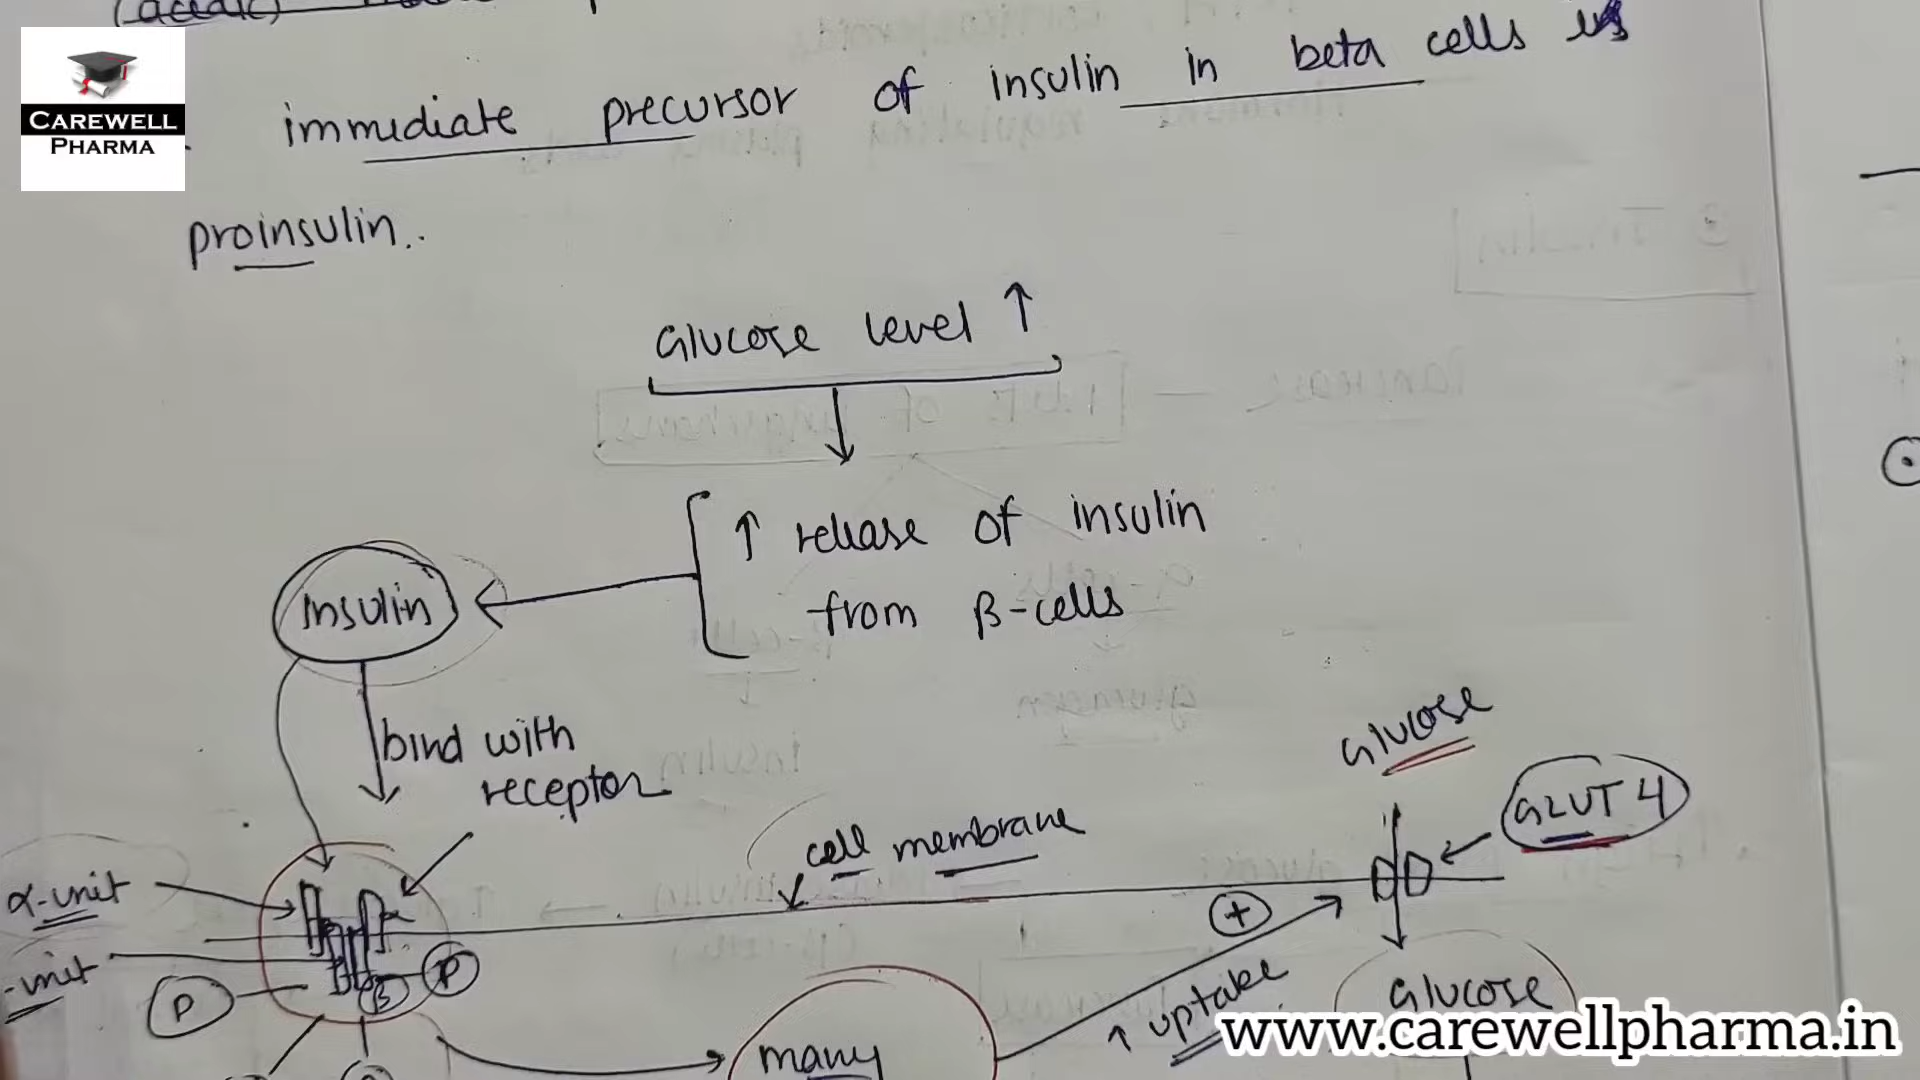 (acidic)
CAREWELL
PHARMA
immediate precursor of insulin in beta cells is
proinsulin..
Glucose level ↑
↑ release of insulin
from β-cells
insulin
bind with
receptor
Glucose
GLUT 4
cell membrane
α-unit
-unit
P
B
P
+
↑ uptake
Glucose
many
www.carewellpharma.in